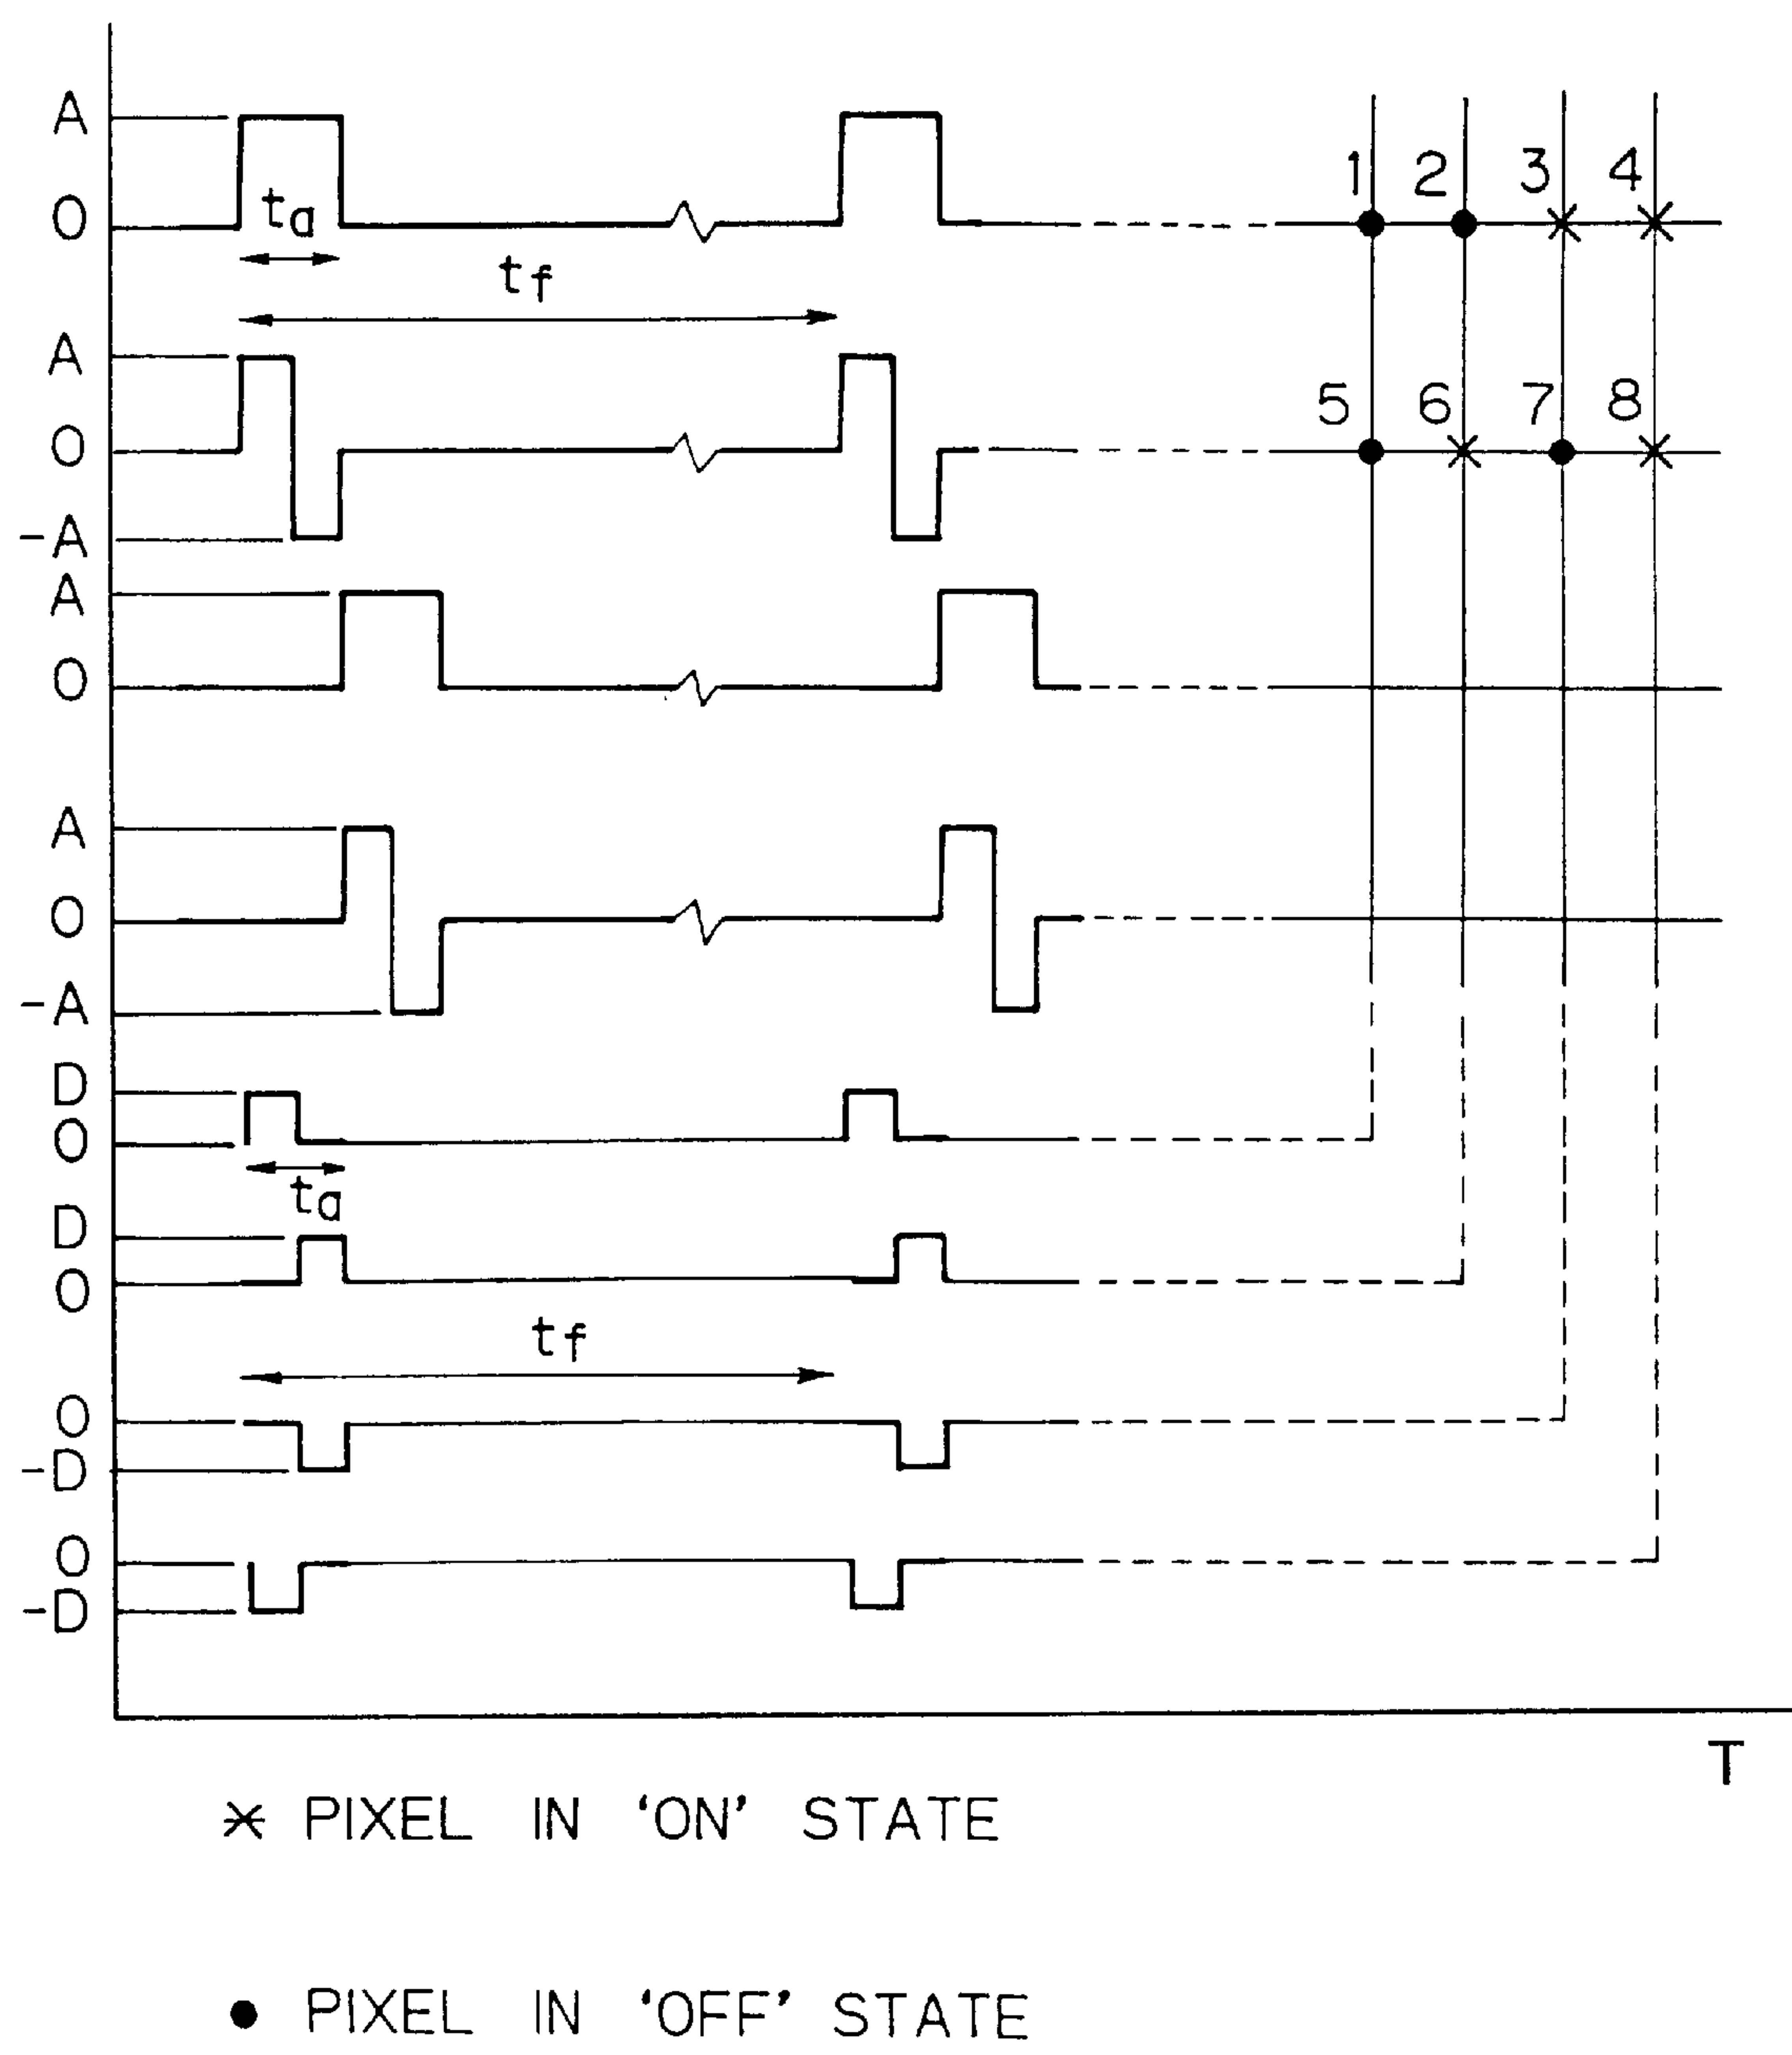 A
1 2 3 4
O
ta
tf
A
5 6 7 8
O
-A
A
O
A
O
-A
D
O
ta
D
O
tf
O
-D
O
-D
T
PIXEL IN 'ON' STATE
PIXEL IN 'OFF' STATE